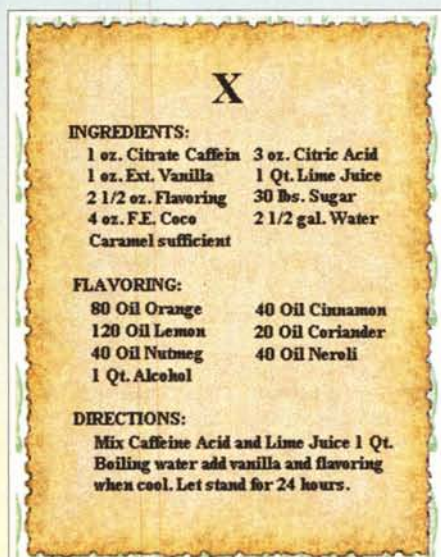 X
INGREDIENTS:
1 oz. Citrate Caffein 3 oz. Citric Acid
1 oz. Ext. Vanilla 1 Qt. Lime Juice
2 1/2 oz. Flavoring 30 lbs. Sugar
4 oz. F.E. Coco 2 1/2 gal. Water
Caramel sufficient
FLAVORING:
80 Oil Orange 40 Oil Cinnamon
120 Oil Lemon 20 Oil Coriander
40 Oil Nutmeg 40 Oil Neroli
1 Qt. Alcohol
DIRECTIONS:
Mix Caffeine Acid and Lime Juice 1 Qt.
Boiling water add vanilla and flavoring
when cool. Let stand for 24 hours.